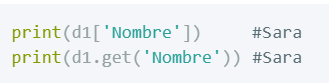 print(d1['Nombre'])     #Sara
print(d1.get('Nombre')) #Sara